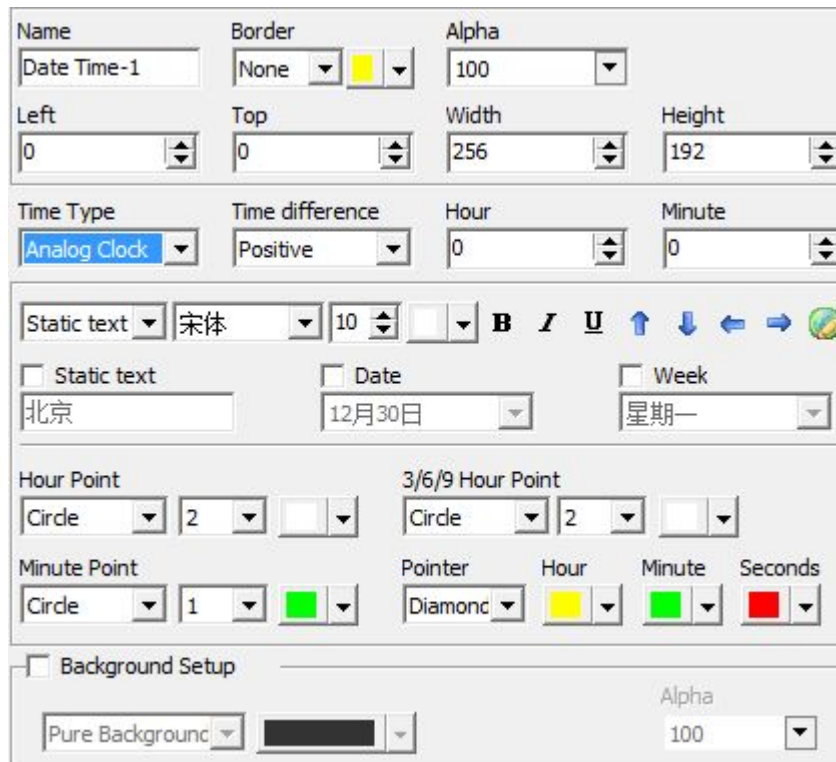 Name Border Alpha
Date Time-1 None 100
Left Top Width Height
0 0 256 192
Time Type Time difference Hour Minute
Analog Clock Positive 0 0
Static text 宋体 10 B I U
Static text Date Week
北京 12月30日 星期一
Hour Point 3/6/9 Hour Point
Circle 2 Circle 2
Minute Point Pointer Hour Minute Seconds
Circle 1 Diamond
Background Setup
Alpha
Pure Background 100